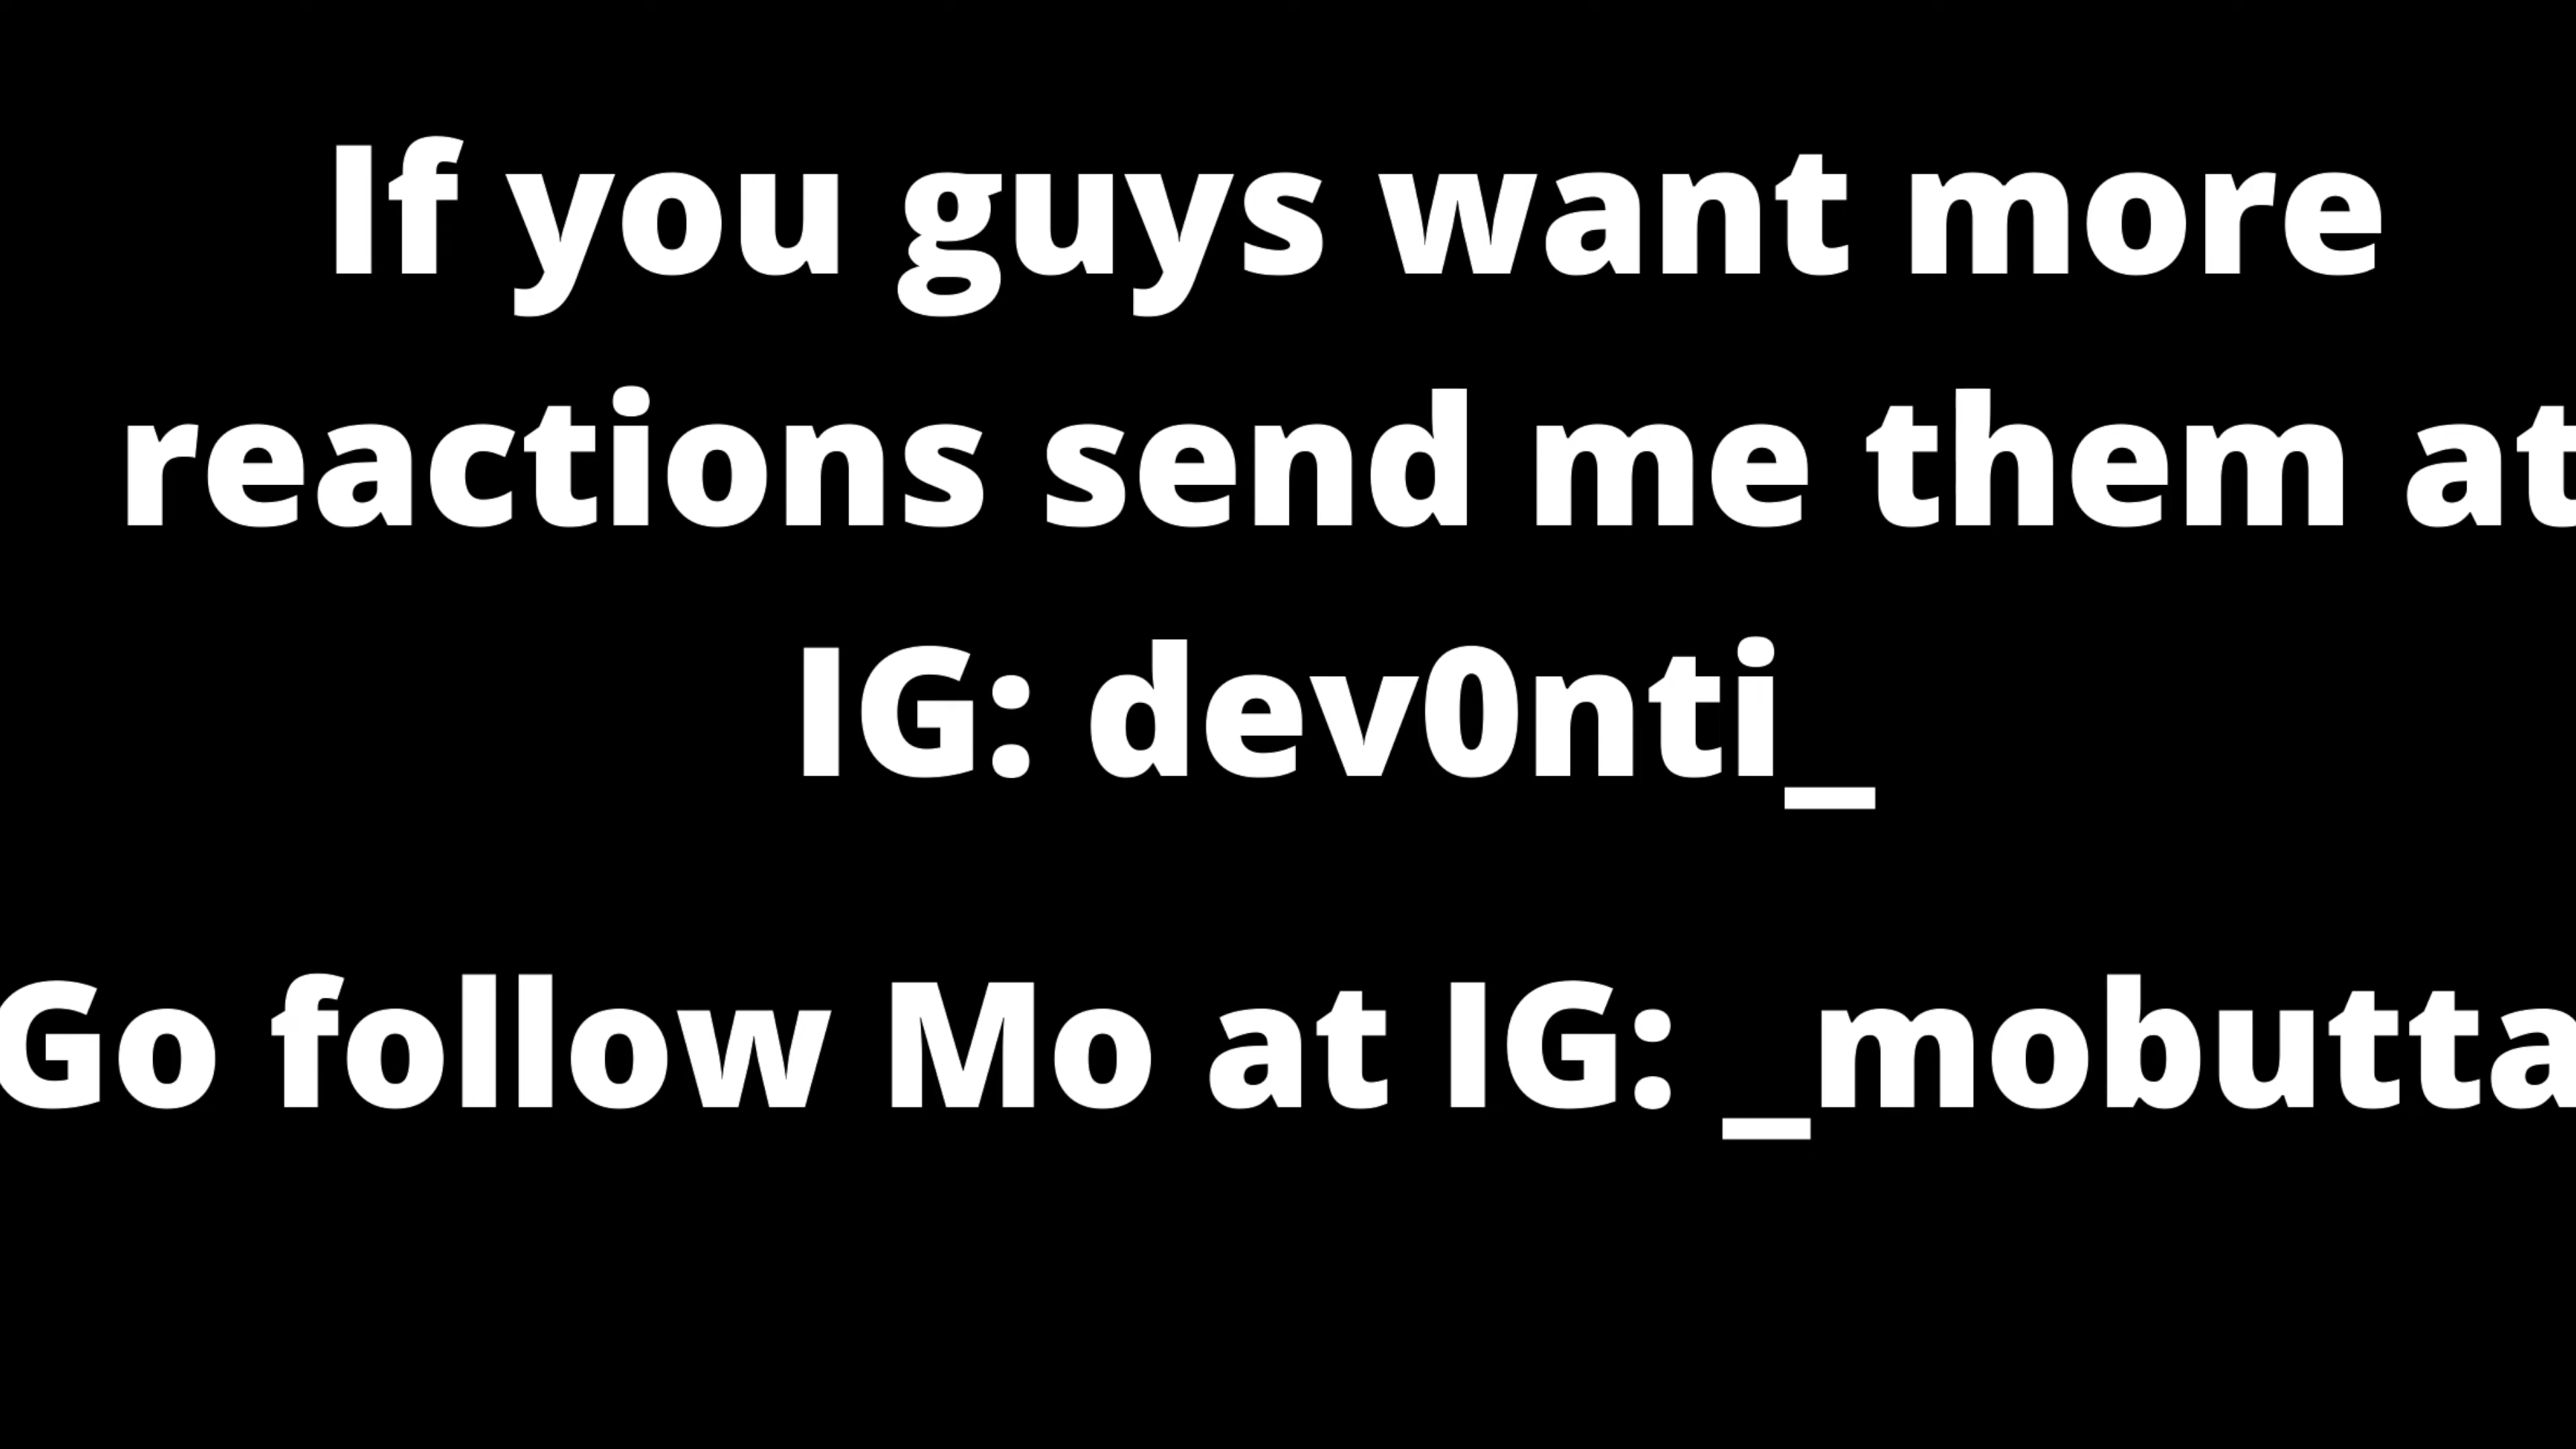 If you guys want more
reactions send me them at
IG: dev0nti_
Go follow Mo at IG: _mobutta